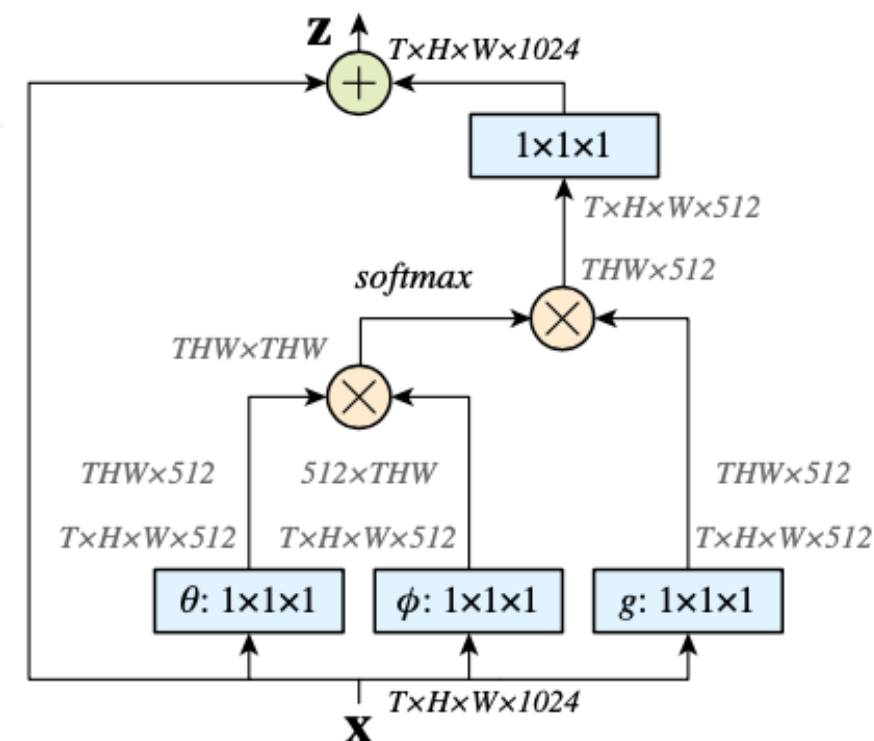 z
T×H×W×1024
1×1×1
T×H×W×512
THW×512
softmax
THW×THW
THW×512 512×THW THW×512
T×H×W×512 T×H×W×512 T×H×W×512
θ: 1×1×1 ϕ: 1×1×1 g: 1×1×1
T×H×W×1024
x